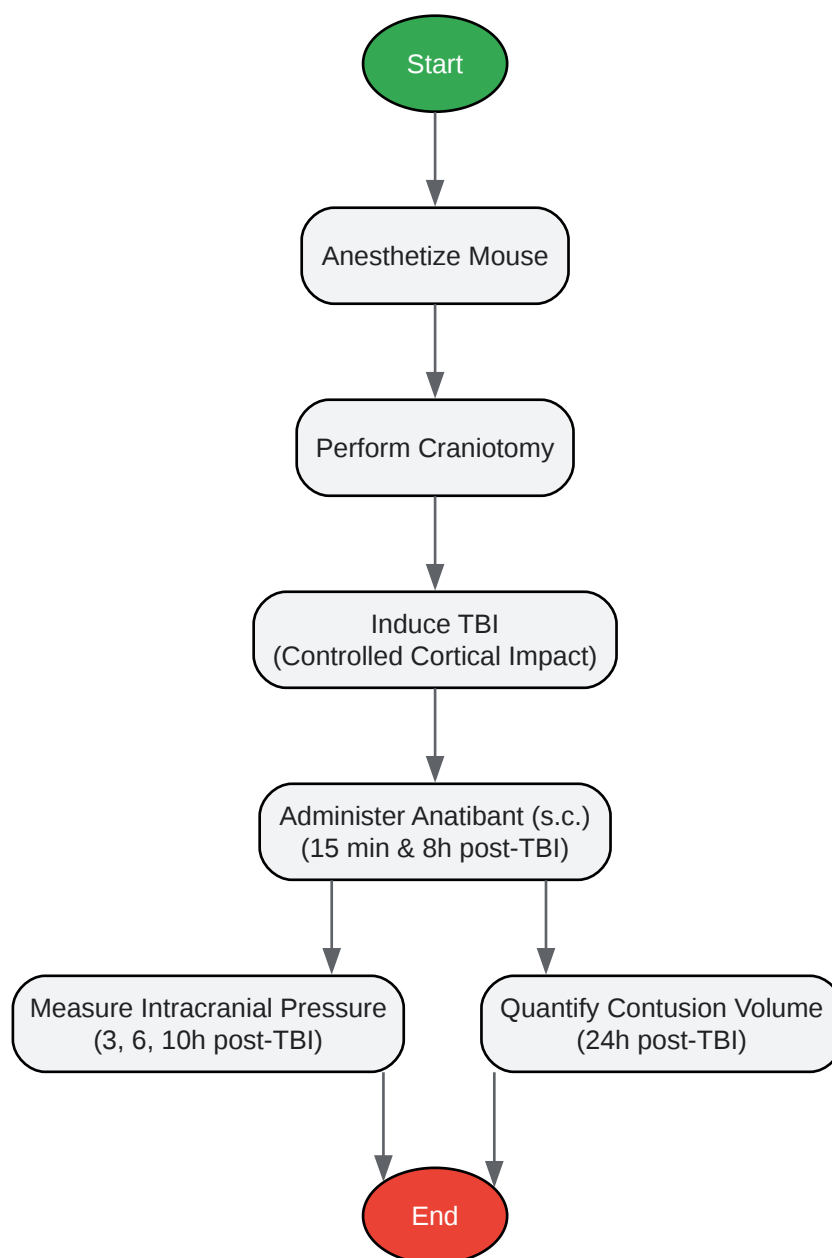 Start
Anesthetize Mouse
Perform Craniotomy
Induce TBI
(Controlled Cortical Impact)
Administer Anatibant (s.c.)
(15 min & 8h post-TBI)
Measure Intracranial Pressure
(3, 6, 10h post-TBI)
Quantify Contusion Volume
(24h post-TBI)
End